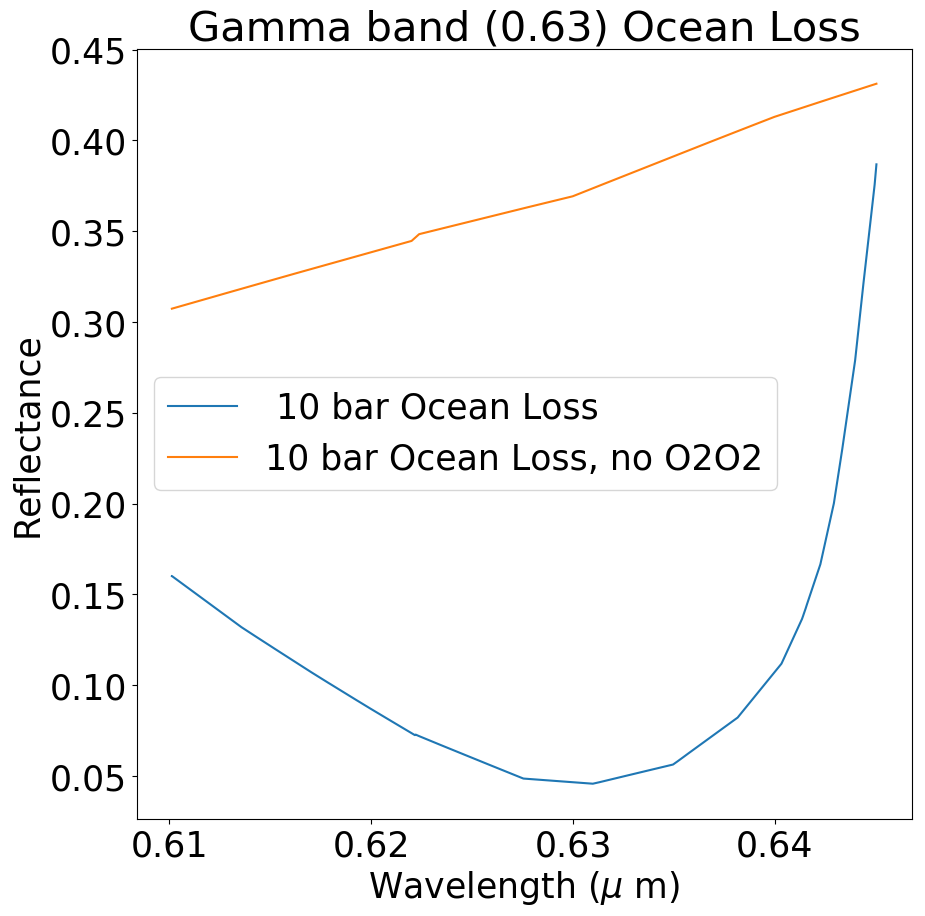 Gamma band (0.63) Ocean Loss
0.45
0.40
0.35
0.30
0.25
0.20
0.15
0.10
0.05
Reflectance
10 bar Ocean Loss
10 bar Ocean Loss, no O2O2
0.61 0.62 0.63 0.64
Wavelength (μ m)